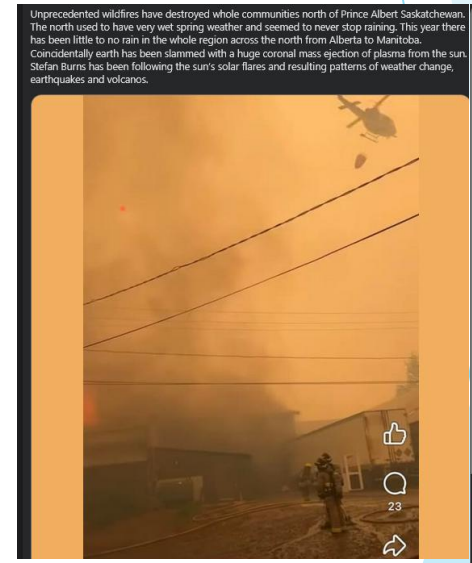 Unprecedented wildfires have destroyed whole communities north of Prince Albert Saskatchewan.
The north used to have very wet spring weather and seemed to never stop raining. This year there
has been little to no rain in the whole region across the north from Alberta to Manitoba.
Coincidentally earth has been slammed with a huge coronal mass ejection of plasma from the sun.
Stefan Burns has been following the sun's solar flares and resulting patterns of weather change,
earthquakes and volcanos.
23